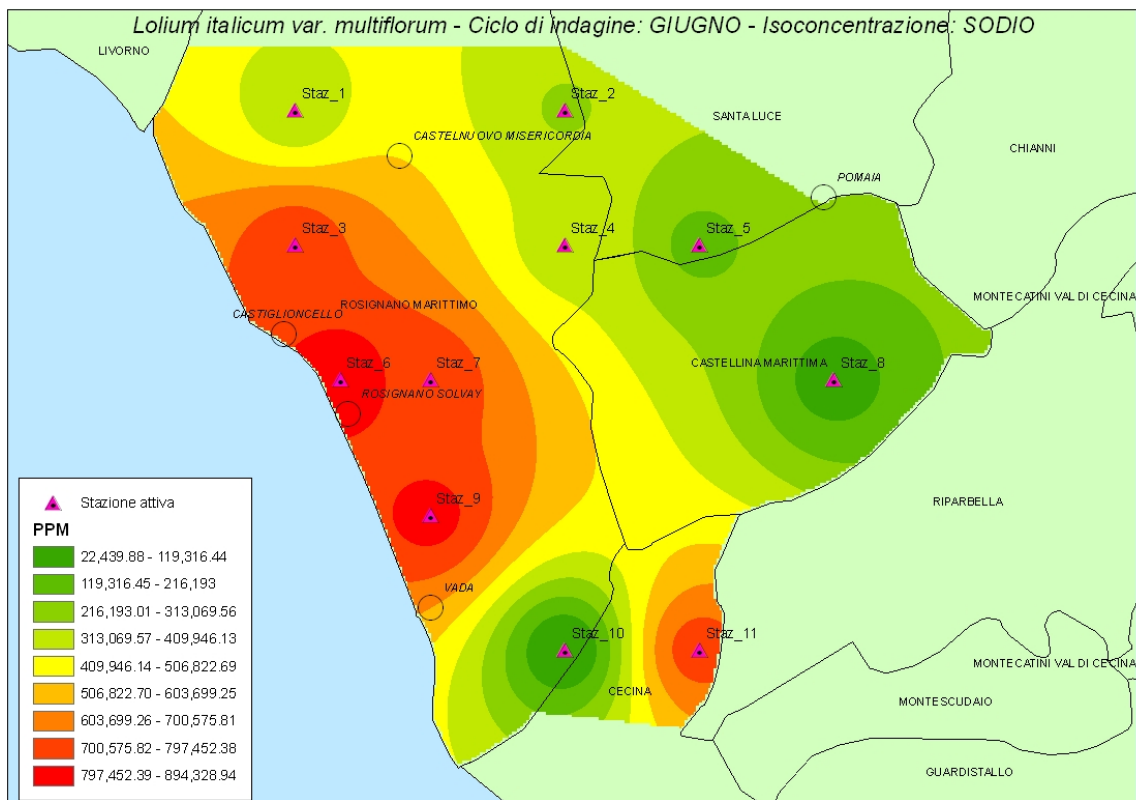 Lolium italicum var. multiflorum - Ciclo di indagine: GIUGNO - Isoconcentrazione: SODIO
LIVORNO
Staz_1
Staz_2
SANTA LUCE
CASTELNUOVO MISERICORDIA
CHIANNI
POMAIA
Staz_3
Staz_4
Staz_5
ROSIGNANO MARITTIMO
MONTECATINI VAL DI CECINA
CASTIGLIONCELLO
Staz_6
Staz_7
CASTELLINA MARITTIMA
Staz_8
ROSIGNANO SOLVAY
Staz_9
RIPARBELLA
VADA
Staz_10
Staz_11
MONTECATINI VAL DI CECINA
CECINA
MONTESCUDAIO
GUARDISTALLO
Stazione attiva
PPM
22,439.88 - 119,316.44
119,316.45 - 216,193
216,193.01 - 313,069.56
313,069.57 - 409,946.13
409,946.14 - 506,822.69
506,822.70 - 603,699.25
603,699.26 - 700,575.81
700,575.82 - 797,452.38
797,452.39 - 894,328.94